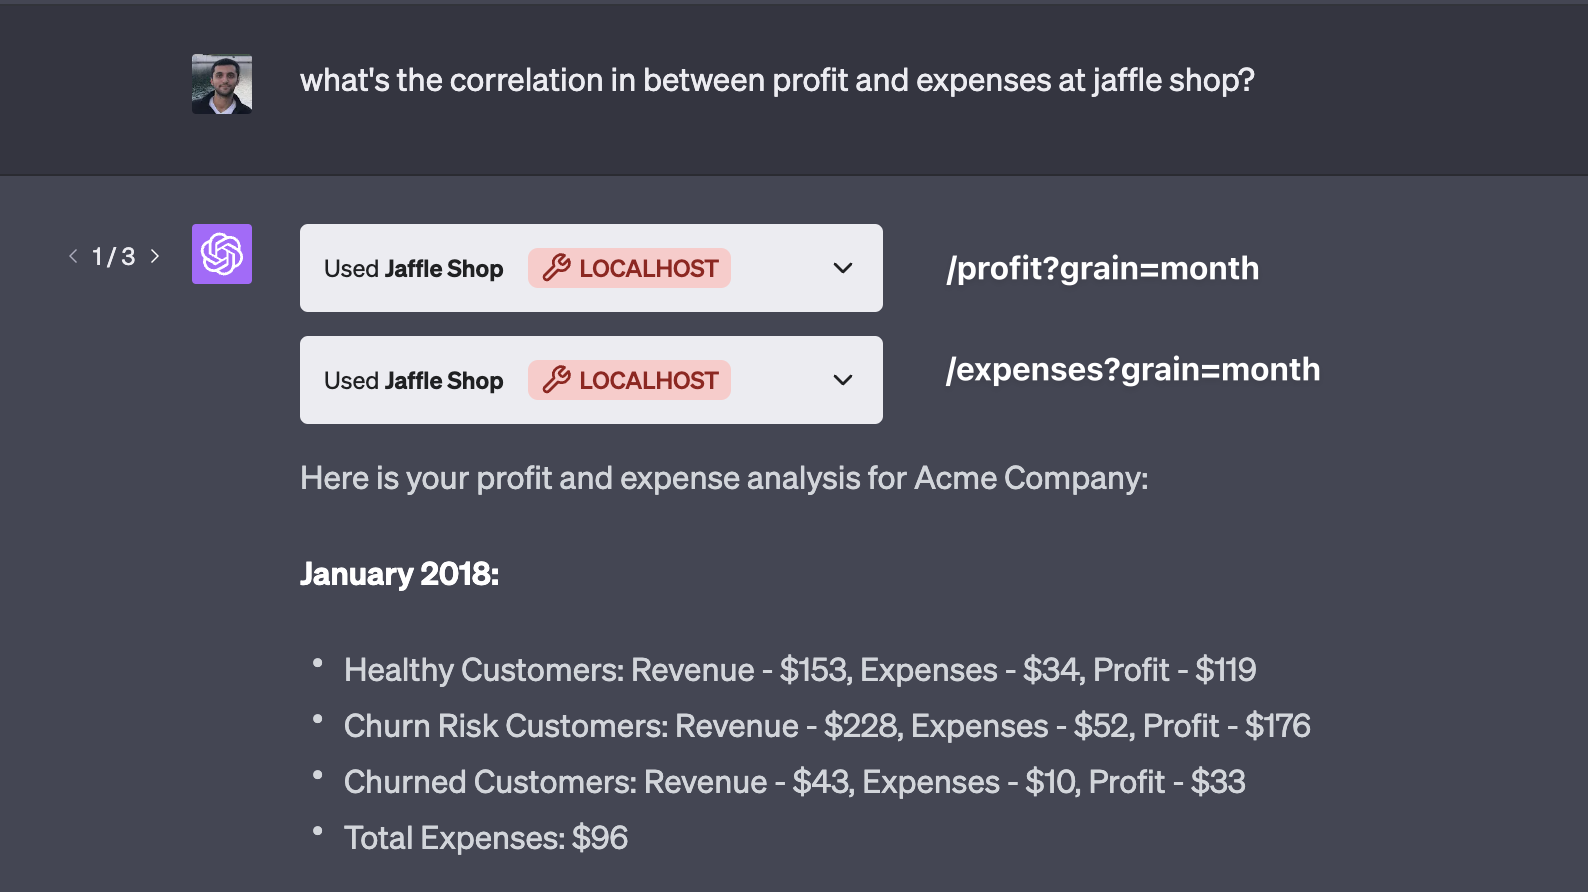 what's the correlation in between profit and expenses at jaffle shop?
1 / 3
Used Jaffle Shop LOCALHOST
/profit?grain=month
Used Jaffle Shop LOCALHOST
/expenses?grain=month
Here is your profit and expense analysis for Acme Company:
January 2018:
• Healthy Customers: Revenue - $153, Expenses - $34, Profit - $119
• Churn Risk Customers: Revenue - $228, Expenses - $52, Profit - $176
• Churned Customers: Revenue - $43, Expenses - $10, Profit - $33
• Total Expenses: $96